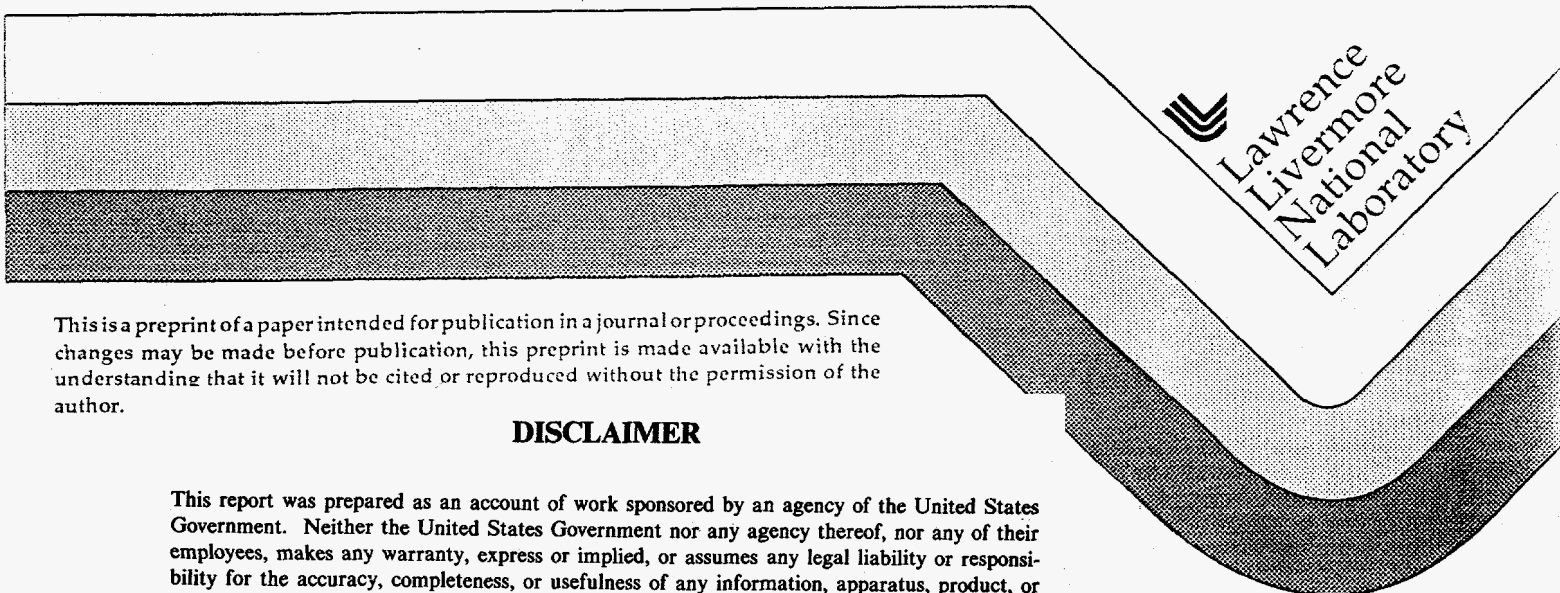 Lawrence
Livermore
National
Laboratory
This is a preprint of a paper intended for publication in a journal or proceedings. Since
changes may be made before publication, this preprint is made available with the
understanding that it will not be cited or reproduced without the permission of the
author.
DISCLAIMER
This report was prepared as an account of work sponsored by an agency of the United States
Government. Neither the United States Government nor any agency thereof, nor any of their
employees, makes any warranty, express or implied, or assumes any legal liability or responsi-
bility for the accuracy, completeness, or usefulness of any information, apparatus, product, or